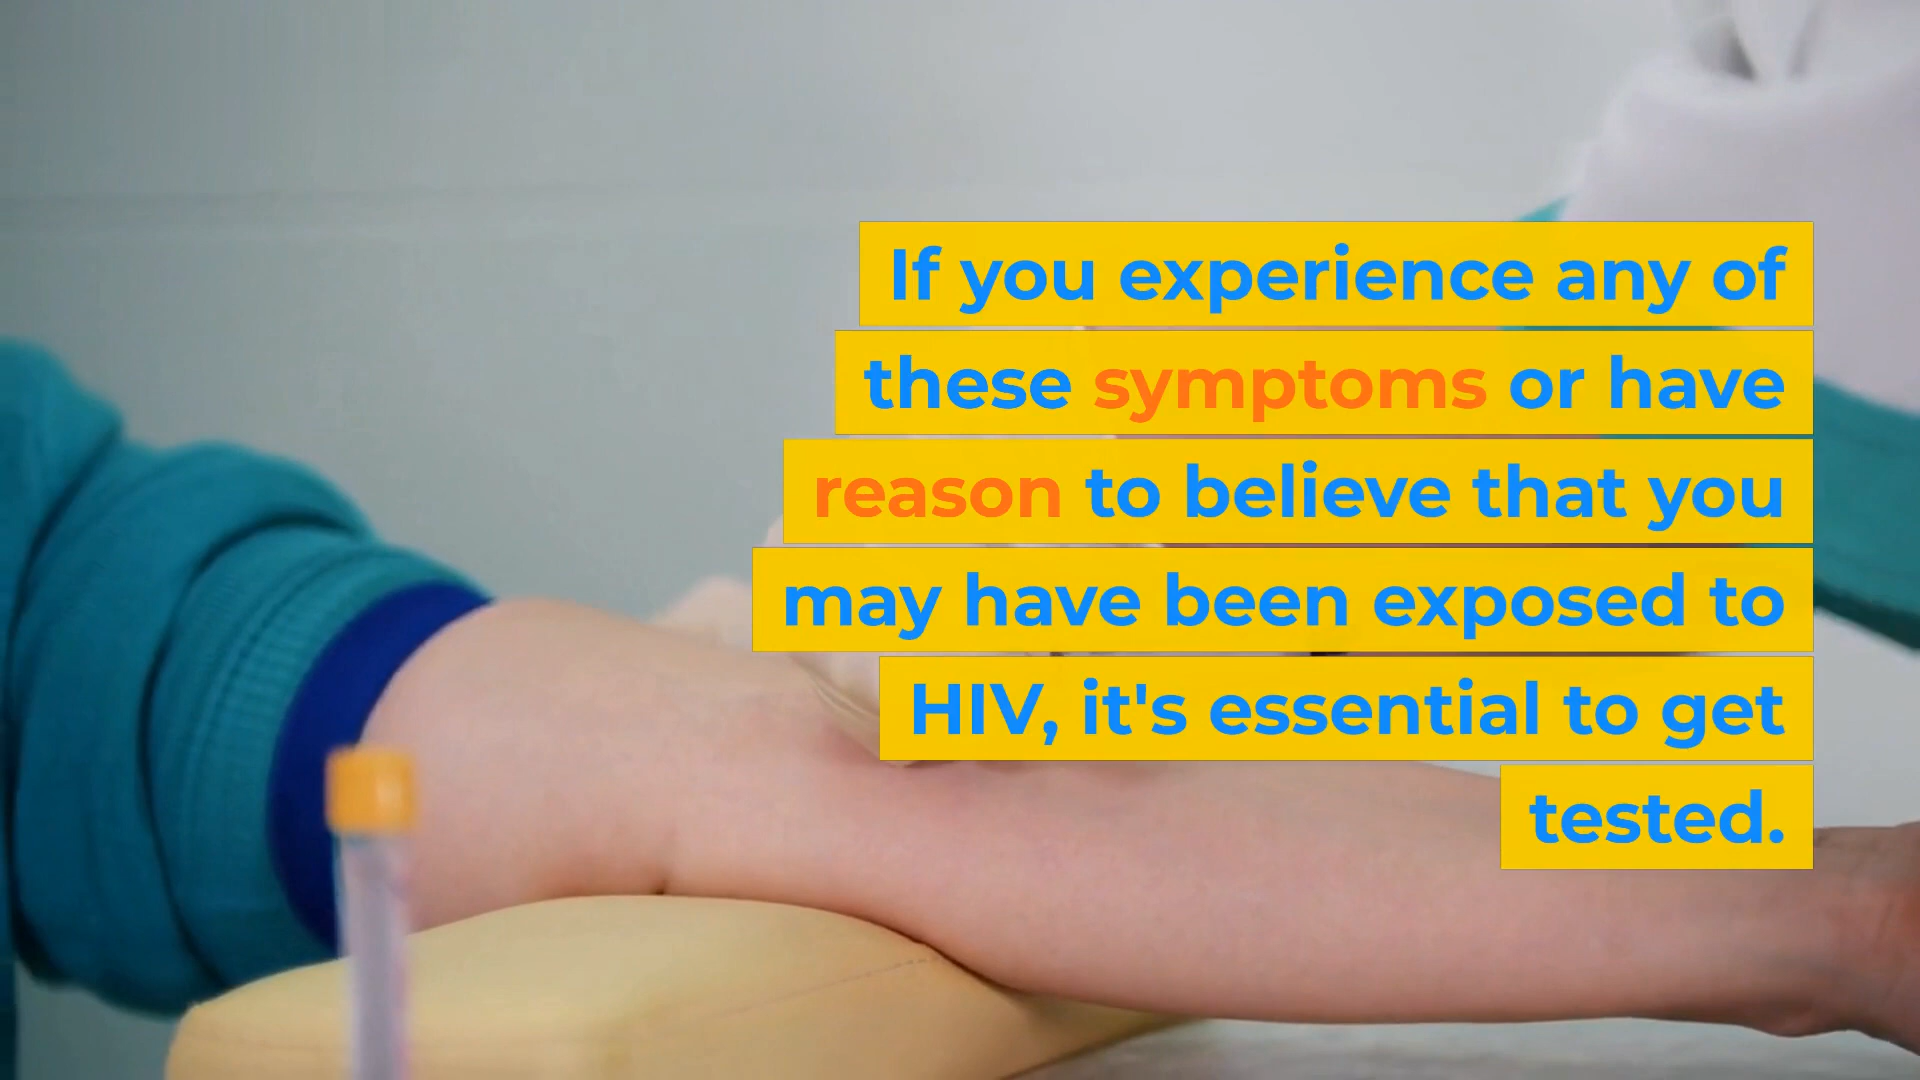 If you experience any of
these symptoms or have
reason to believe that you
may have been exposed to
HIV, it's essential to get
tested.